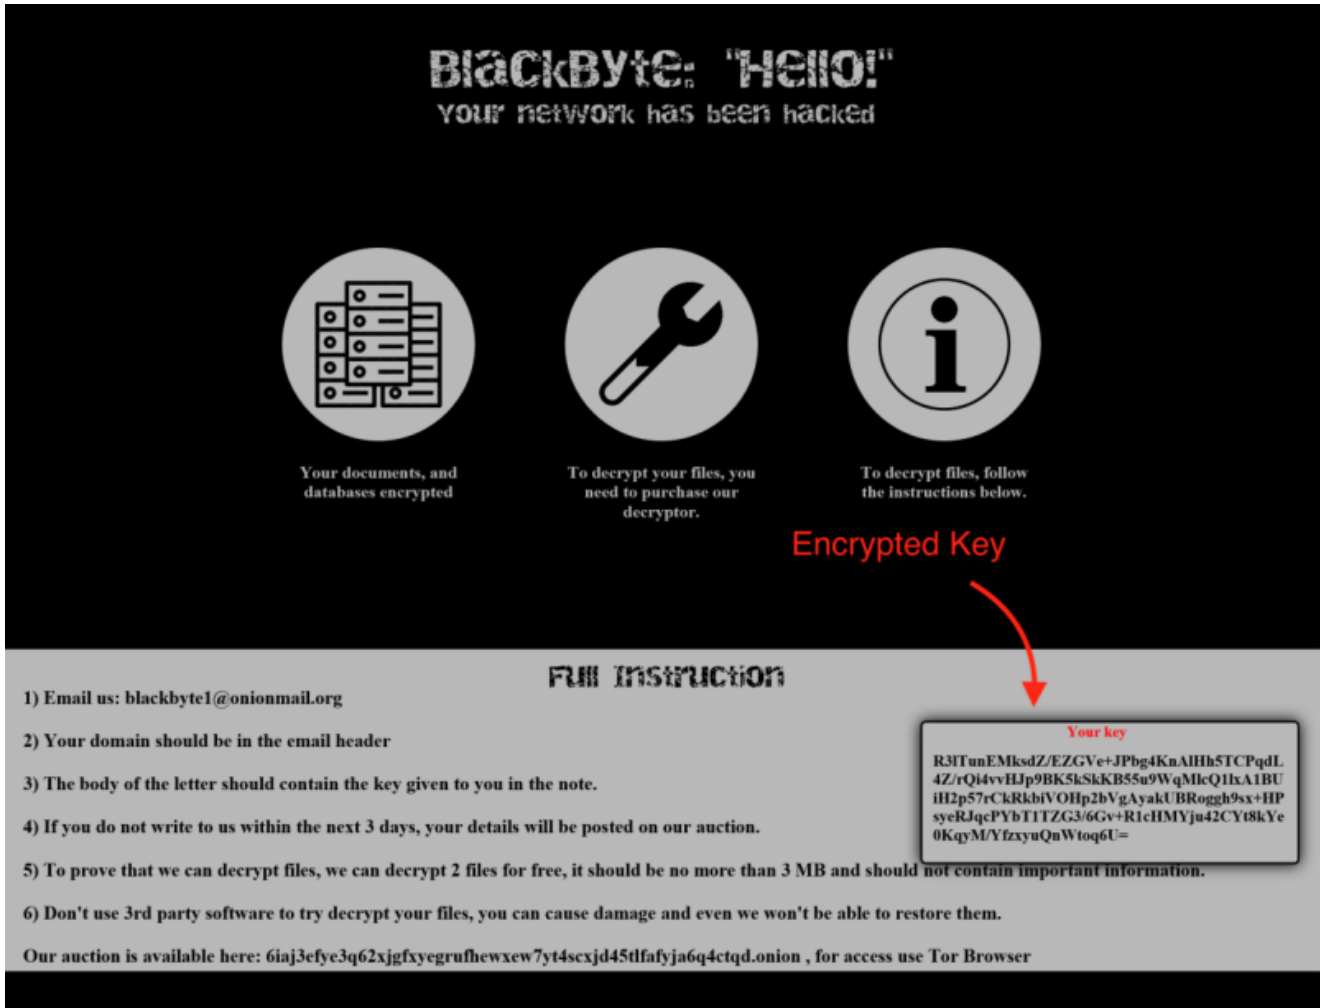 BlackByte: "Hello!"
Your network has been hacked
Your documents, and
databases encrypted
To decrypt your files, you
need to purchase our
decryptor.
To decrypt files, follow
the instructions below.
Encrypted Key
Full Instruction
1) Email us: blackbyte1@onionmail.org
2) Your domain should be in the email header
3) The body of the letter should contain the key given to you in the note.
4) If you do not write to us within the next 3 days, your details will be posted on our auction.
5) To prove that we can decrypt files, we can decrypt 2 files for free, it should be no more than 3 MB and should not contain important information.
6) Don't use 3rd party software to try decrypt your files, you can cause damage and even we won't be able to restore them.
Our auction is available here: 6iaj3efye3q62xjgfxyegrufhewxew7yt4scxjd45tlfafyja6q4ctqd.onion , for access use Tor Browser
Your key
R3lTunEMksdZ/EZGVe+JPbg4KnAlHh5TCPqdL
4Z/rQi4vvHJp9BK5kSkKB55u9WqMlcQ1lxA1BU
iH2p57rCkRkbiVOHp2bVgAyakUBRoggh9sx+HP
syeRJqcPYbT1TZG3/6Gv+R1cHMYju42CYt8kYe
0KqyM/YfzxyuQnWtoq6U=